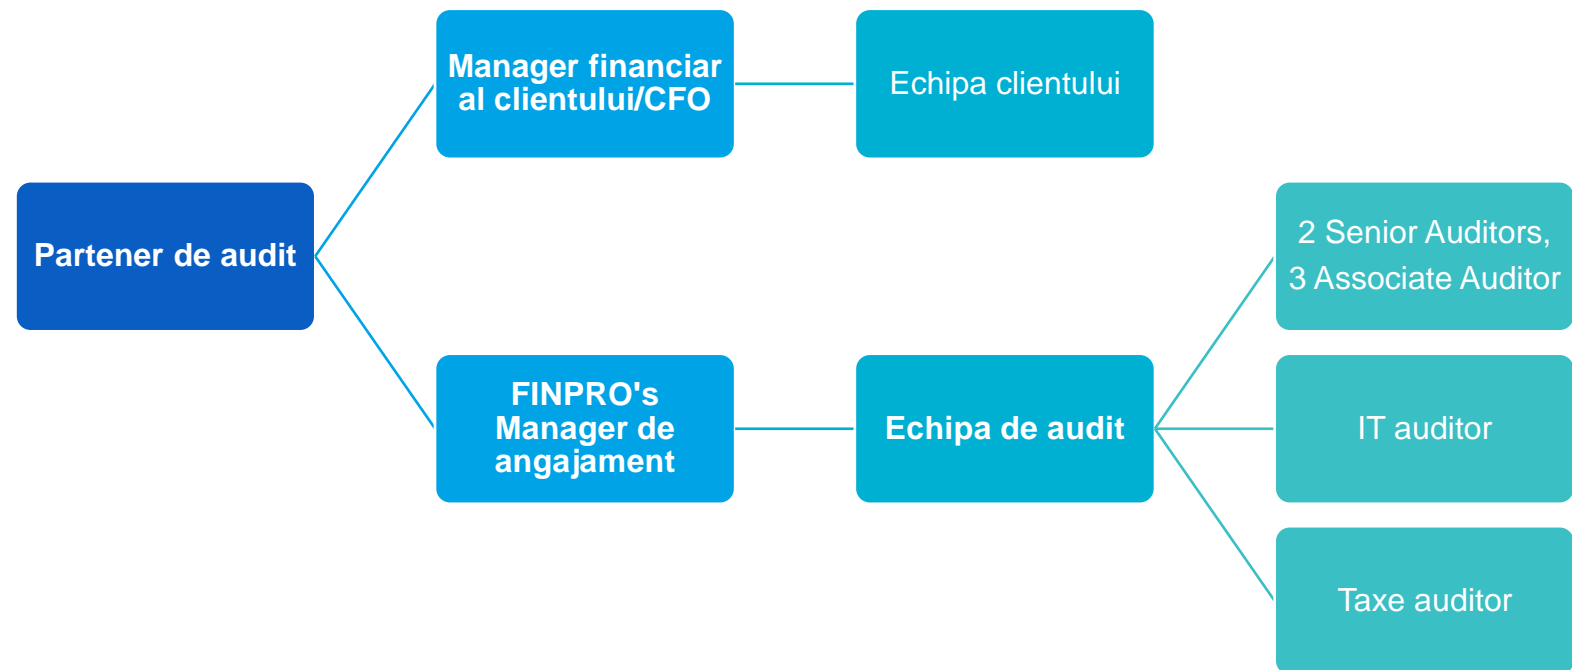 Manager financiar
al clientului/CFO
Echipa clientului
Partener de audit
2 Senior Auditors,
3 Associate Auditor
FINPRO's
Manager de
angajament
Echipa de audit
IT auditor
Taxe auditor